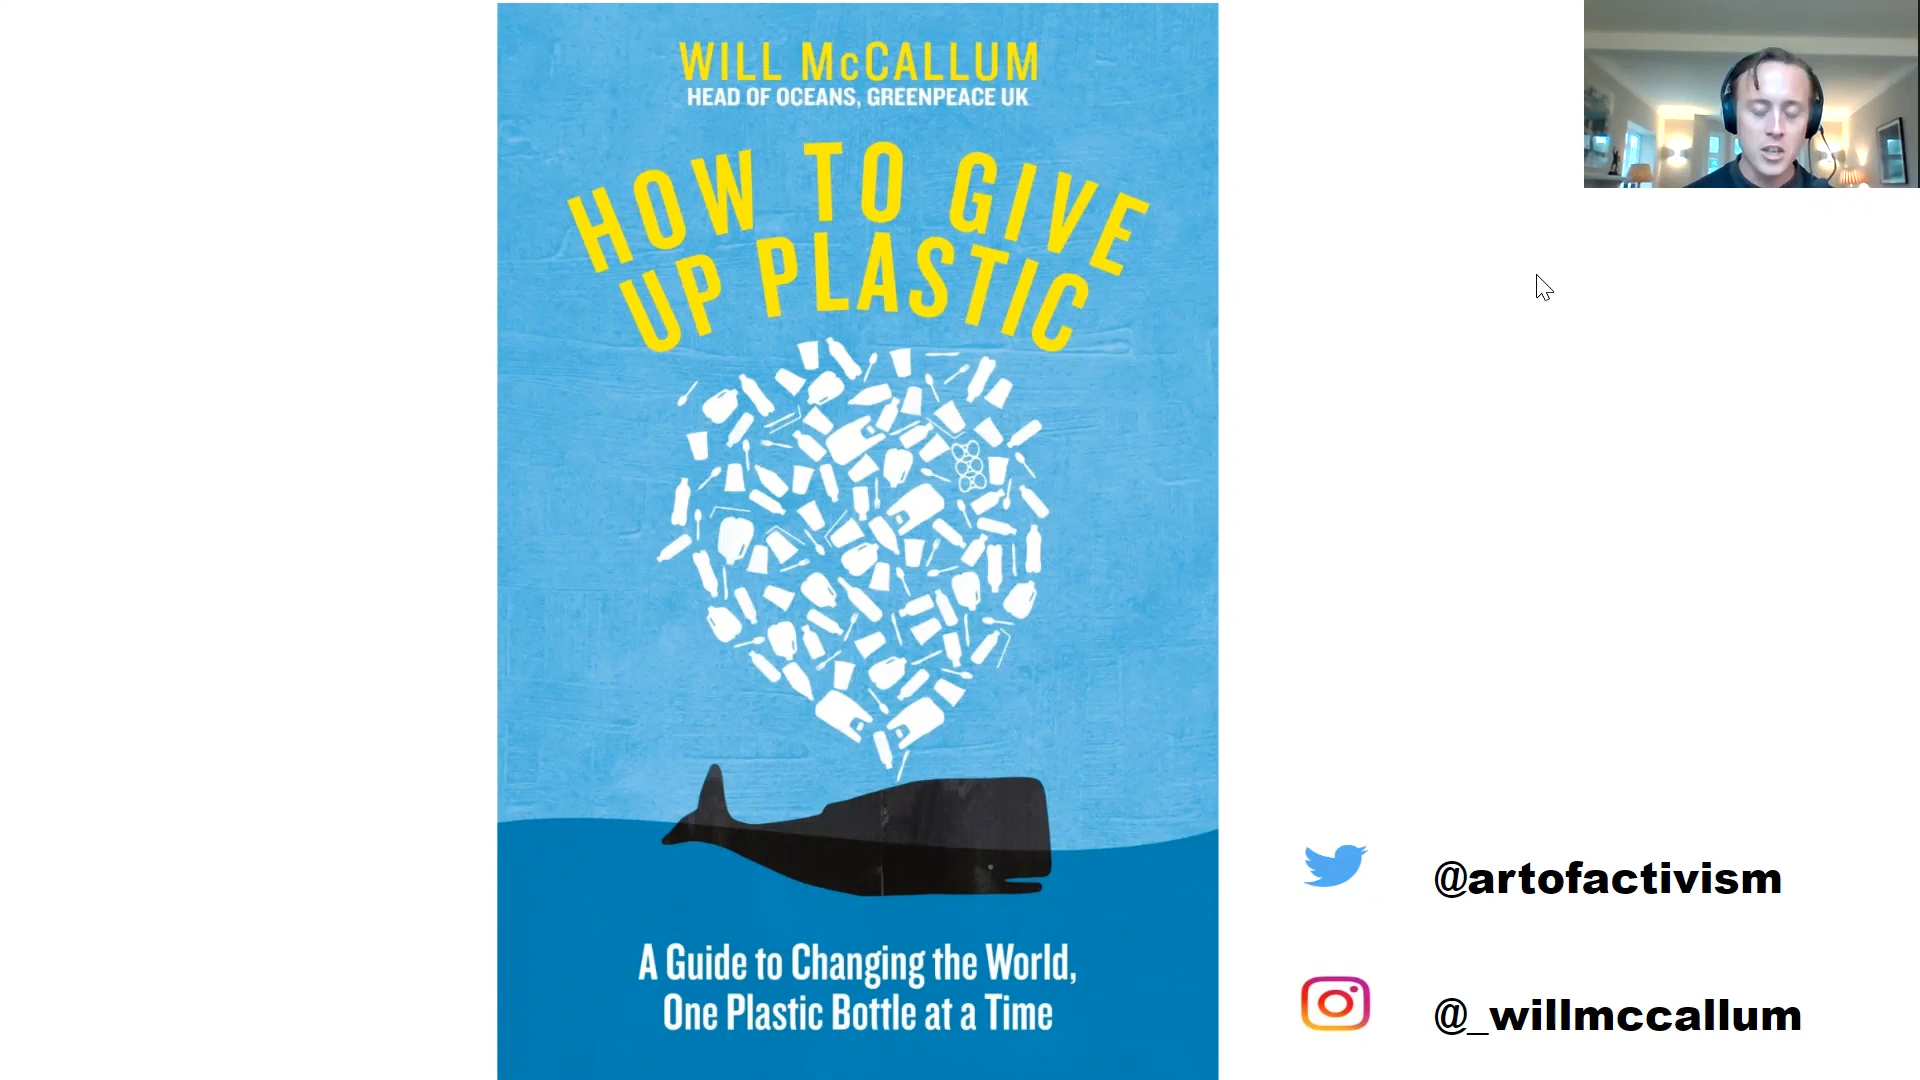 WILL McCALLUM
HEAD OF OCEANS, GREENPEACE UK
HOW TO GIVE
UP PLASTIC
A Guide to Changing the World,
One Plastic Bottle at a Time
@artofactivism
@_willmccallum